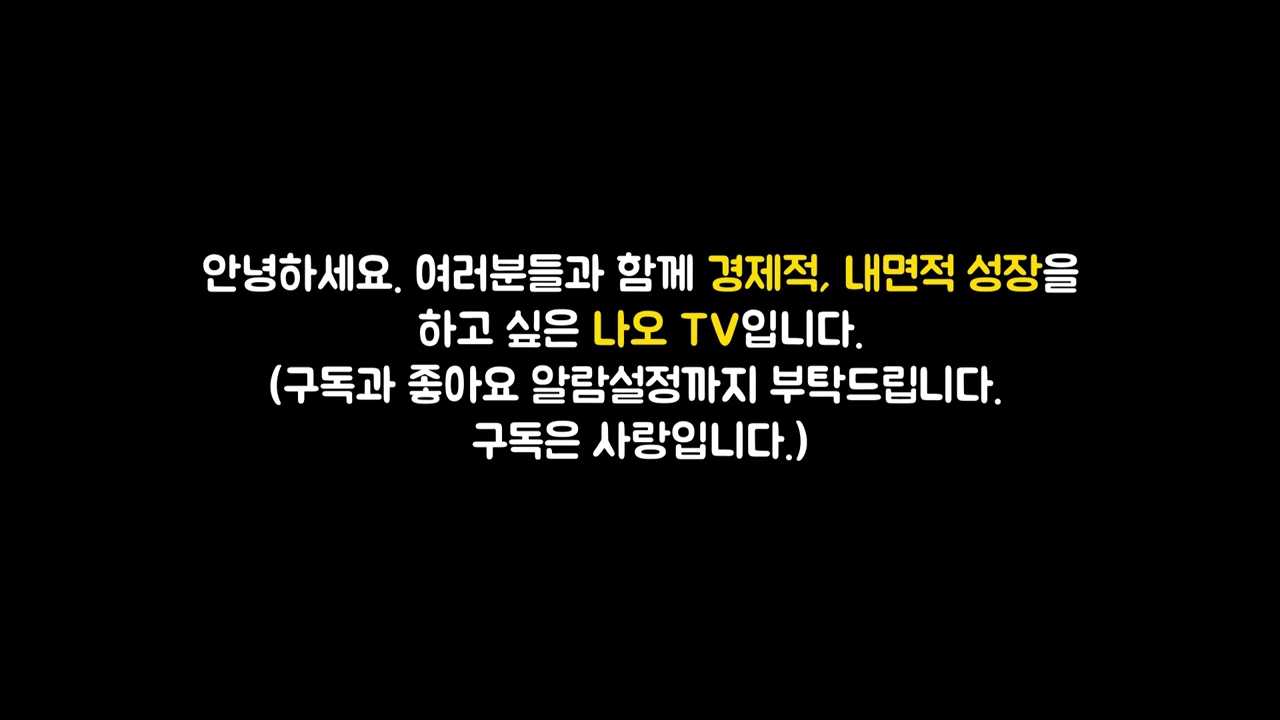 안녕하세요. 여러분들과 함께 경제적, 내면적 성장을
하고 싶은 나오 TV입니다.
(구독과 좋아요 알람설정까지 부탁드립니다.
구독은 사랑입니다.)